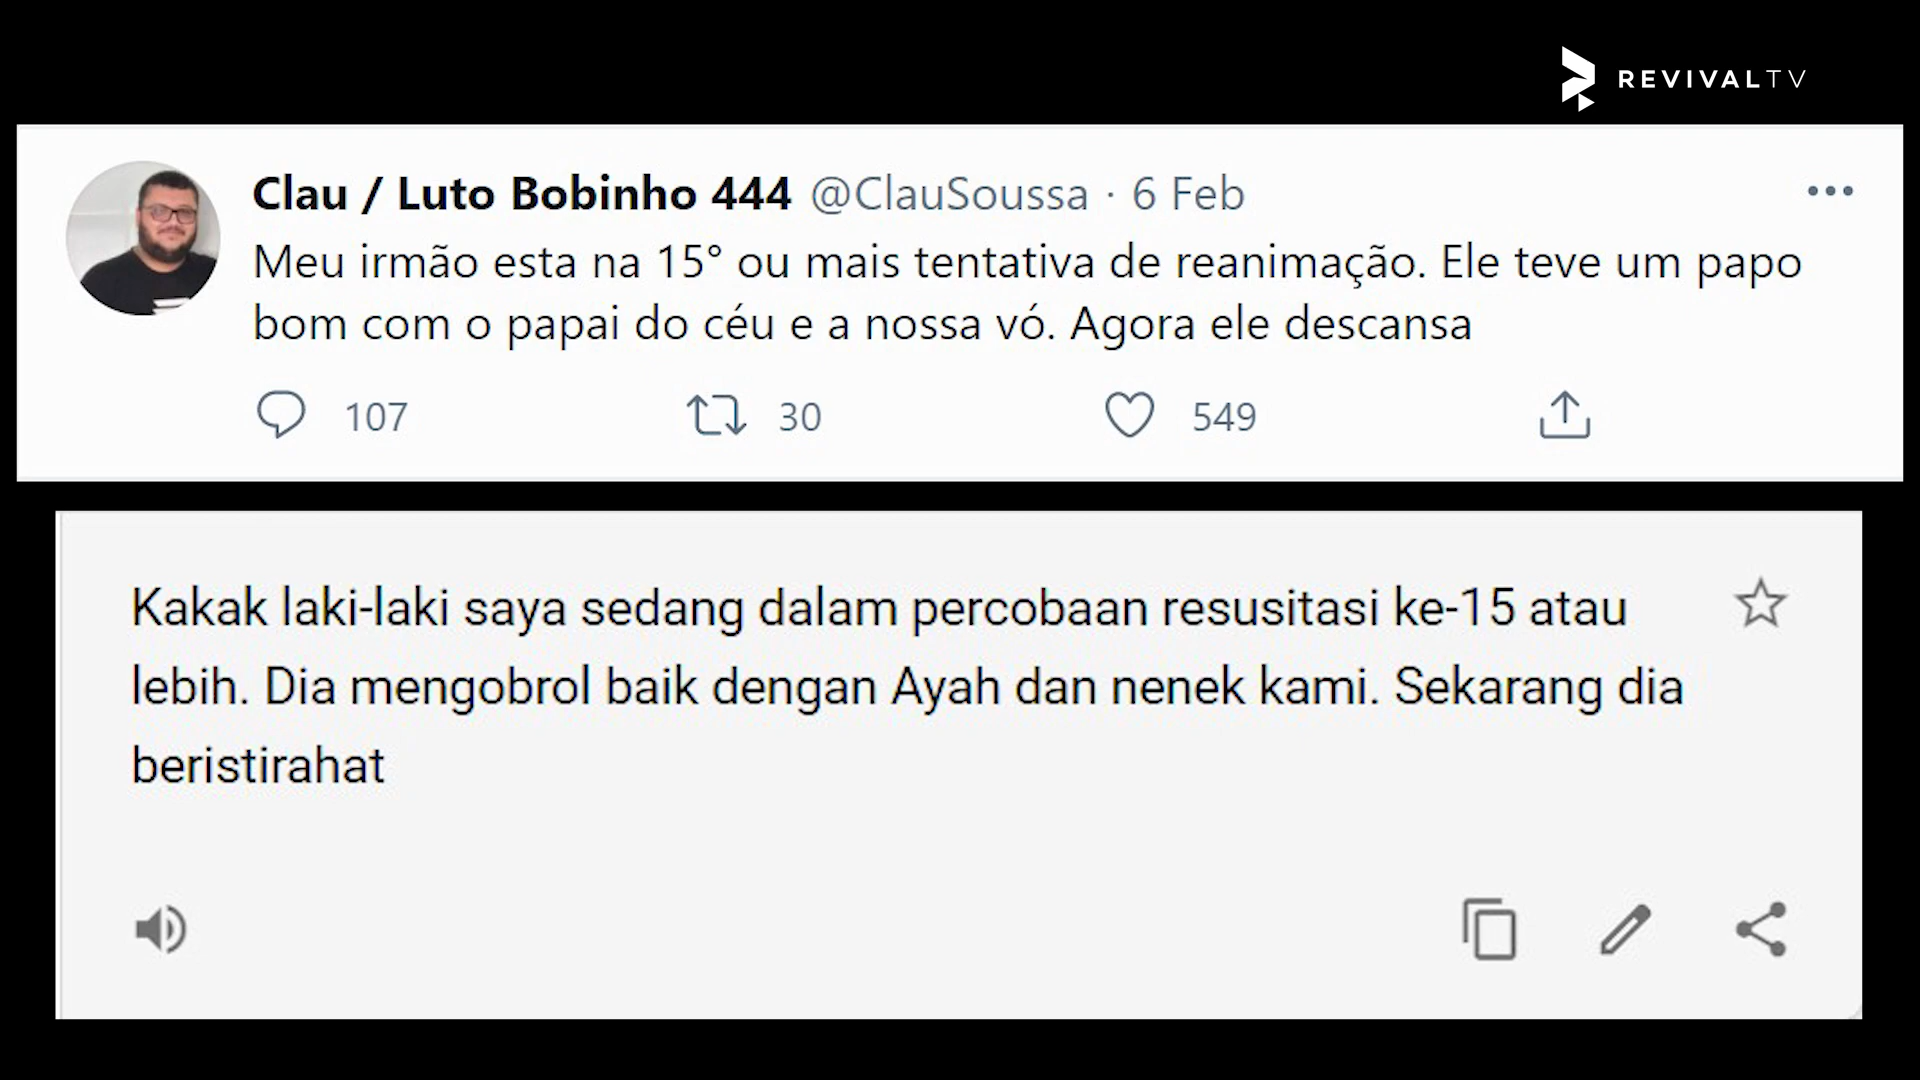 REVIVALTV
Clau / Luto Bobinho 444 @ClauSoussa · 6 Feb
Meu irmão esta na 15° ou mais tentativa de reanimação. Ele teve um papo
bom com o papai do céu e a nossa vó. Agora ele descansa
107 30 549
Kakak laki-laki saya sedang dalam percobaan resusitasi ke-15 atau
lebih. Dia mengobrol baik dengan Ayah dan nenek kami. Sekarang dia
beristirahat